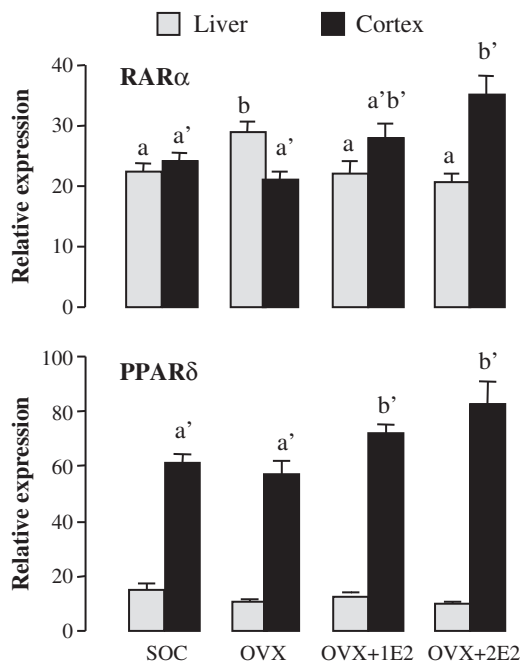 Liver Cortex
RARα
Relative expression
40
30
20
10
0
a a' b a' a a'b' a b'
PPARδ
Relative expression
100
80
60
40
20
0
a' a' b' b'
SOC OVX OVX+1E2 OVX+2E2